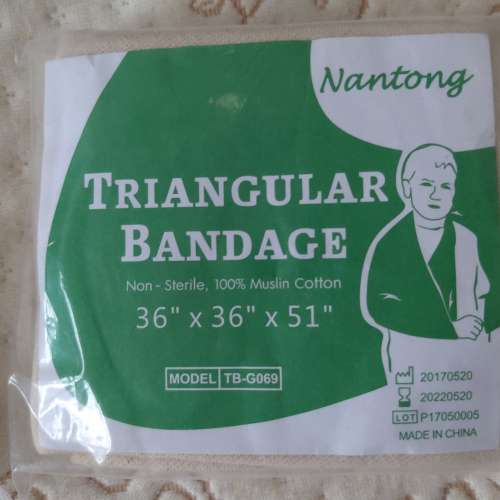 Nantong
TRIANGULAR
BANDAGE
Non - Sterile, 100% Muslin Cotton
36" x 36" x 51"
MODEL TB-G069
20170520
20220520
LOT P17050005
MADE IN CHINA